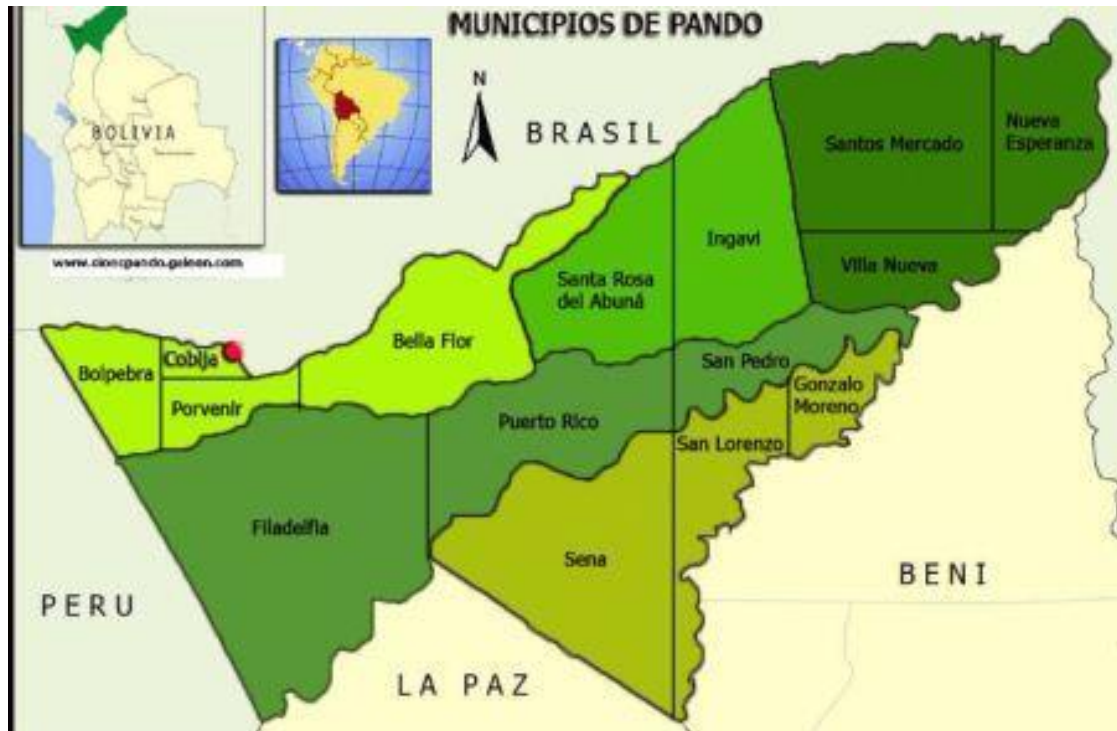 MUNICIPIOS DE PANDO
BOLIVIA
N
BRASIL
Santos Mercado
Nueva
Esperanza
Ingavi
Villa Nueva
Santa Rosa
del Abuná
Bella Flor
Cobija
Bolpebra
Porvenir
San Pedro
Gonzalo
Moreno
Puerto Rico
San Lorenzo
Filadelfia
Sena
PERU
BENI
LA PAZ